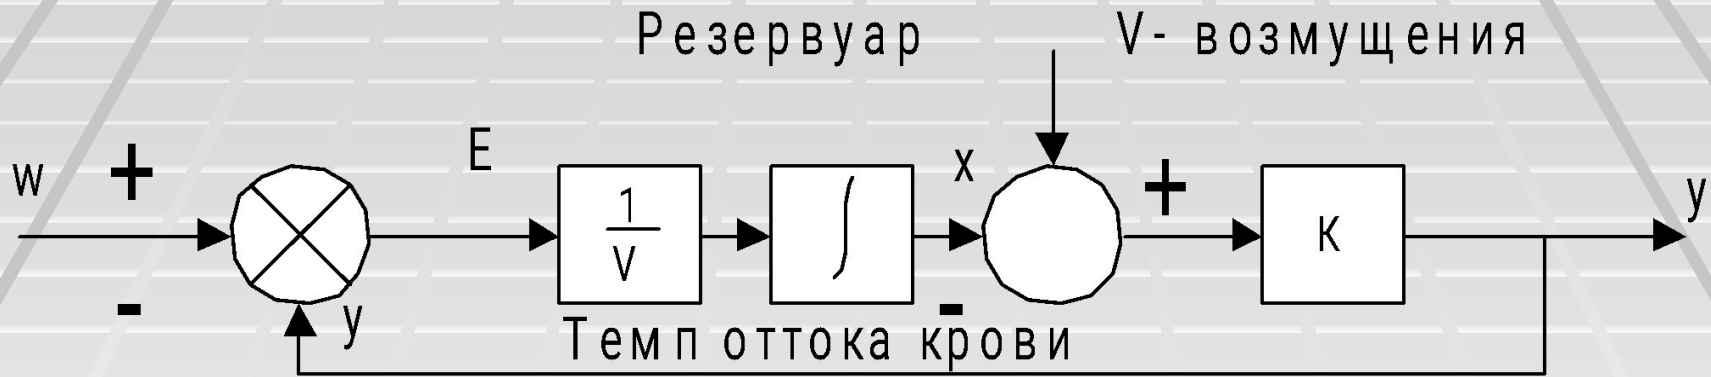 Резервуар V- возмущения
w + E x + y
1
V
∫
К
- y -
Темп оттока крови